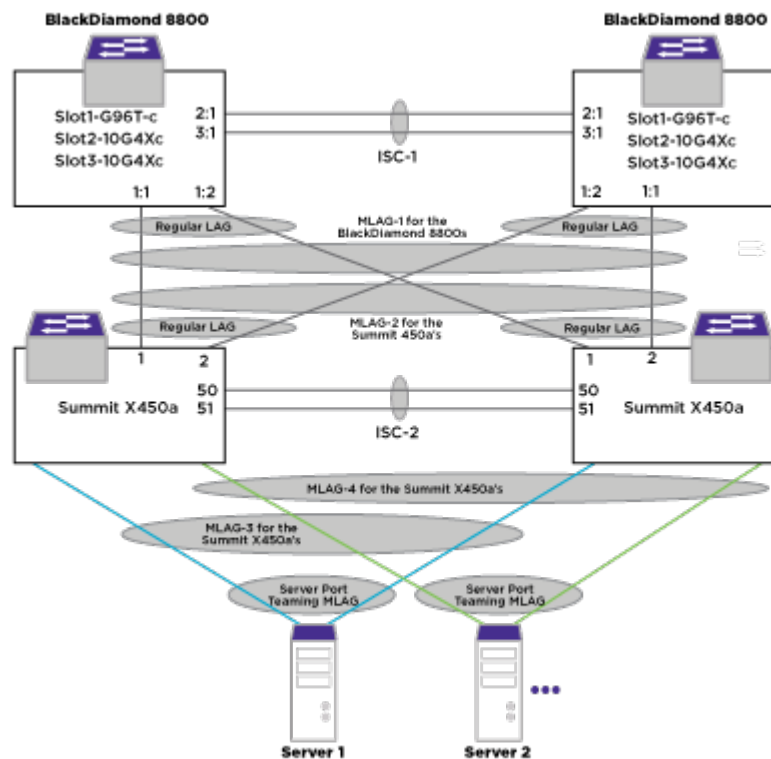 BlackDiamond 8800
BlackDiamond 8800
Slot1-G96T-c
Slot2-10G4Xc
Slot3-10G4Xc
2:1
3:1
1:1
1:2
ISC-1
2:1
3:1
Slot1-G96T-c
Slot2-10G4Xc
Slot3-10G4Xc
1:2
1:1
Regular LAG
MLAG-1 for the
BlackDiamond 8800s
Regular LAG
Regular LAG
MLAG-2 for the
Summit 450a's
Regular LAG
1
2
50
51
Summit X450a
ISC-2
1
2
50
51
Summit X450a
MLAG-4 for the Summit X450a's
MLAG-3 for the
Summit X450a's
Server Port
Teaming MLAG
Server Port
Teaming MLAG
Server 1
Server 2